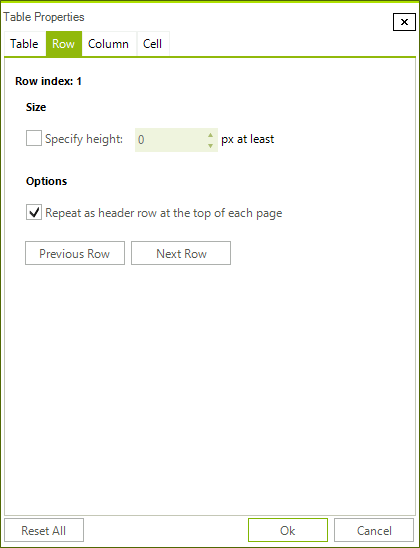 Table Properties
Table Row Column Cell
Row index: 1
Size
Specify height: 0 px at least
Options
Repeat as header row at the top of each page
Previous Row Next Row
Reset All Ok Cancel